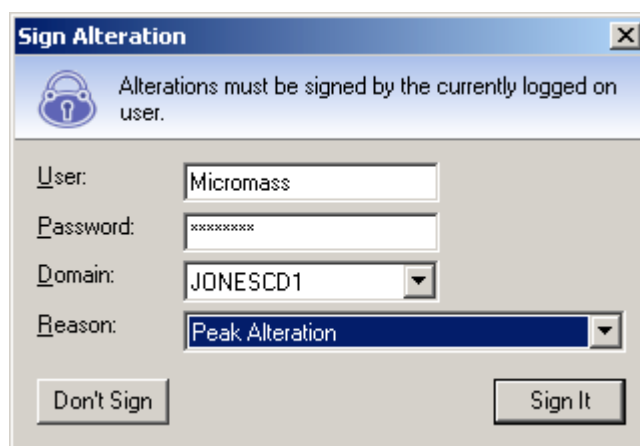 Sign Alteration
Alterations must be signed by the currently logged on
user.
User: Micromass
Password: ********
Domain: JONESCD1
Reason: Peak Alteration
Don't Sign Sign It